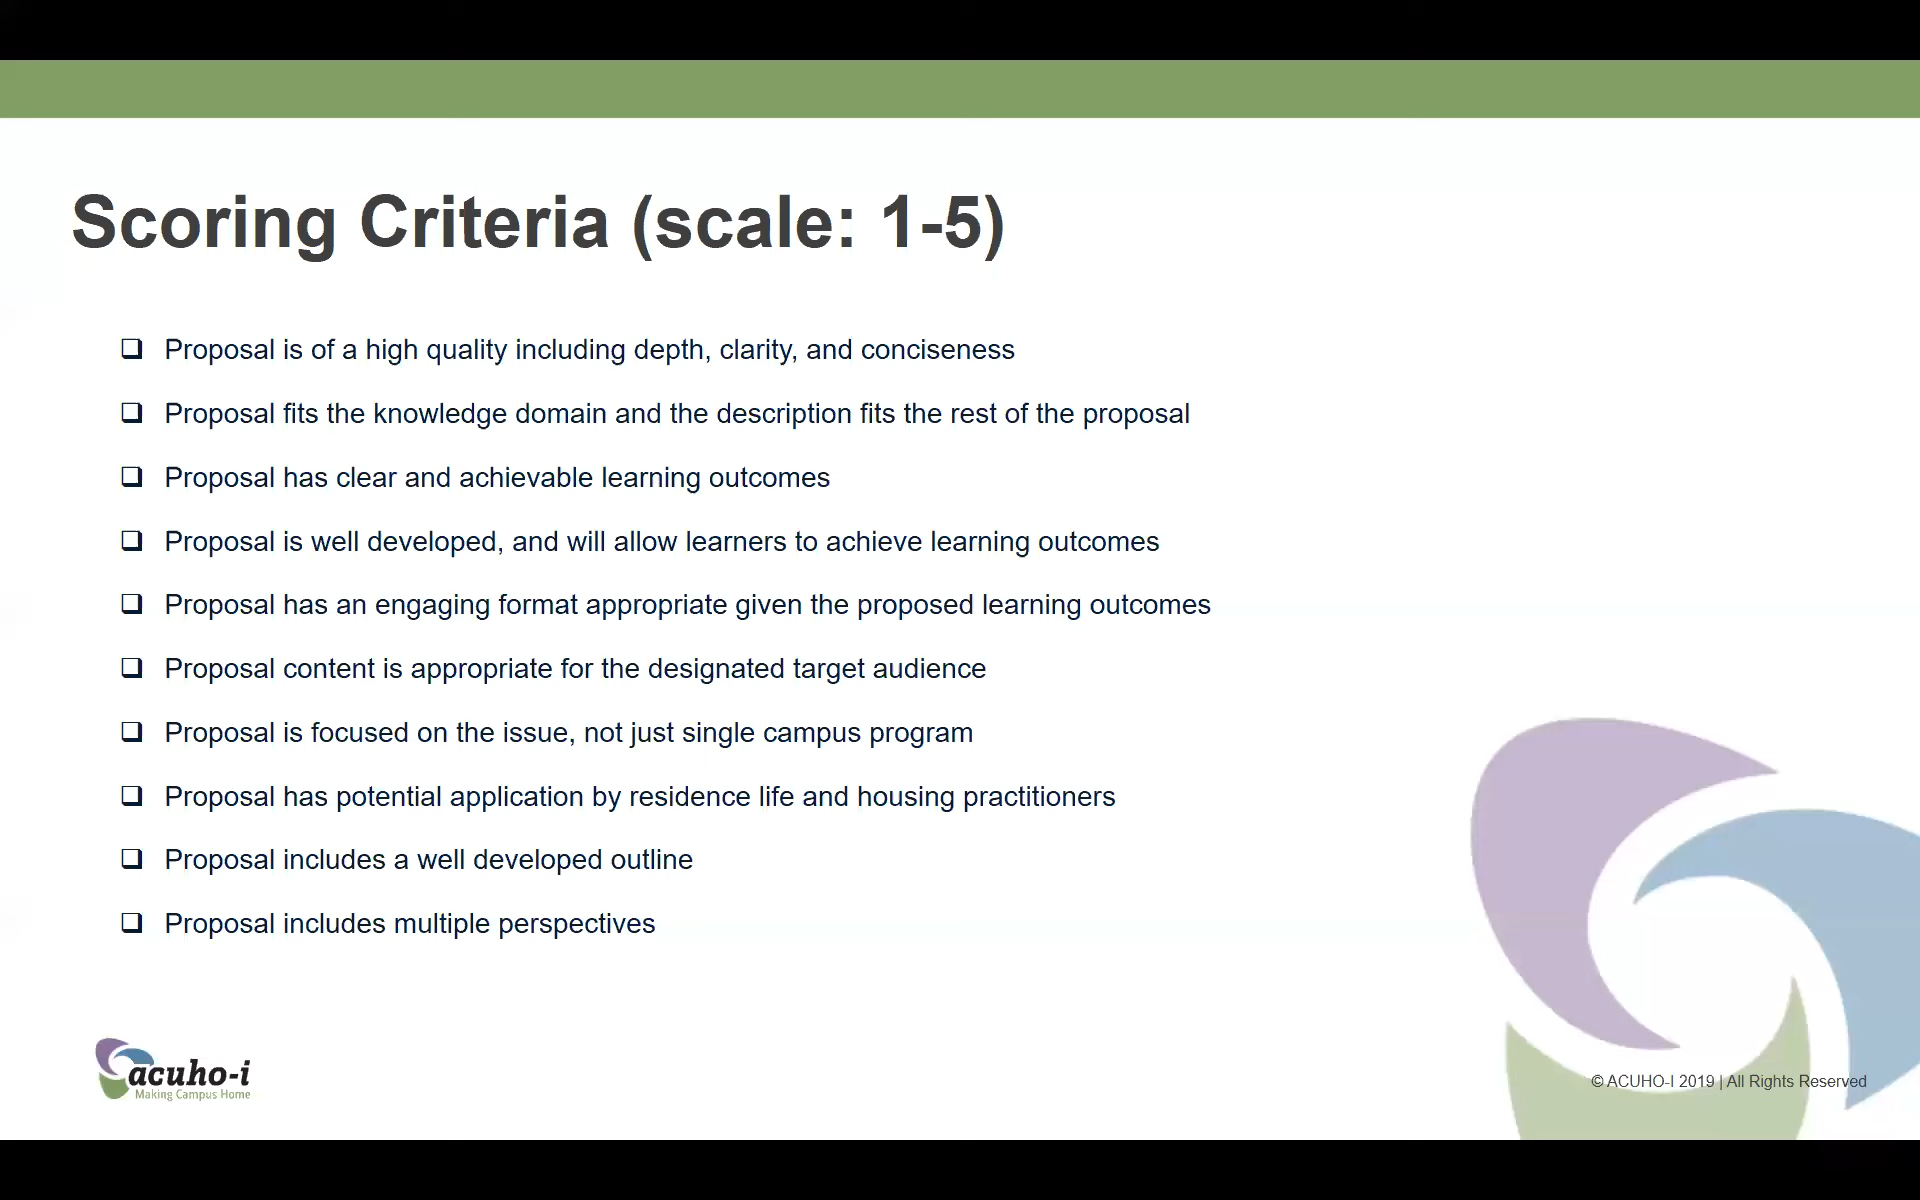 Scoring Criteria (scale: 1-5)
Proposal is of a high quality including depth, clarity, and conciseness
Proposal fits the knowledge domain and the description fits the rest of the proposal
Proposal has clear and achievable learning outcomes
Proposal is well developed, and will allow learners to achieve learning outcomes
Proposal has an engaging format appropriate given the proposed learning outcomes
Proposal content is appropriate for the designated target audience
Proposal is focused on the issue, not just single campus program
Proposal has potential application by residence life and housing practitioners
Proposal includes a well developed outline
Proposal includes multiple perspectives
acuho-i
Making Campus Home
© ACUHO-I 2019 | All Rights Reserved